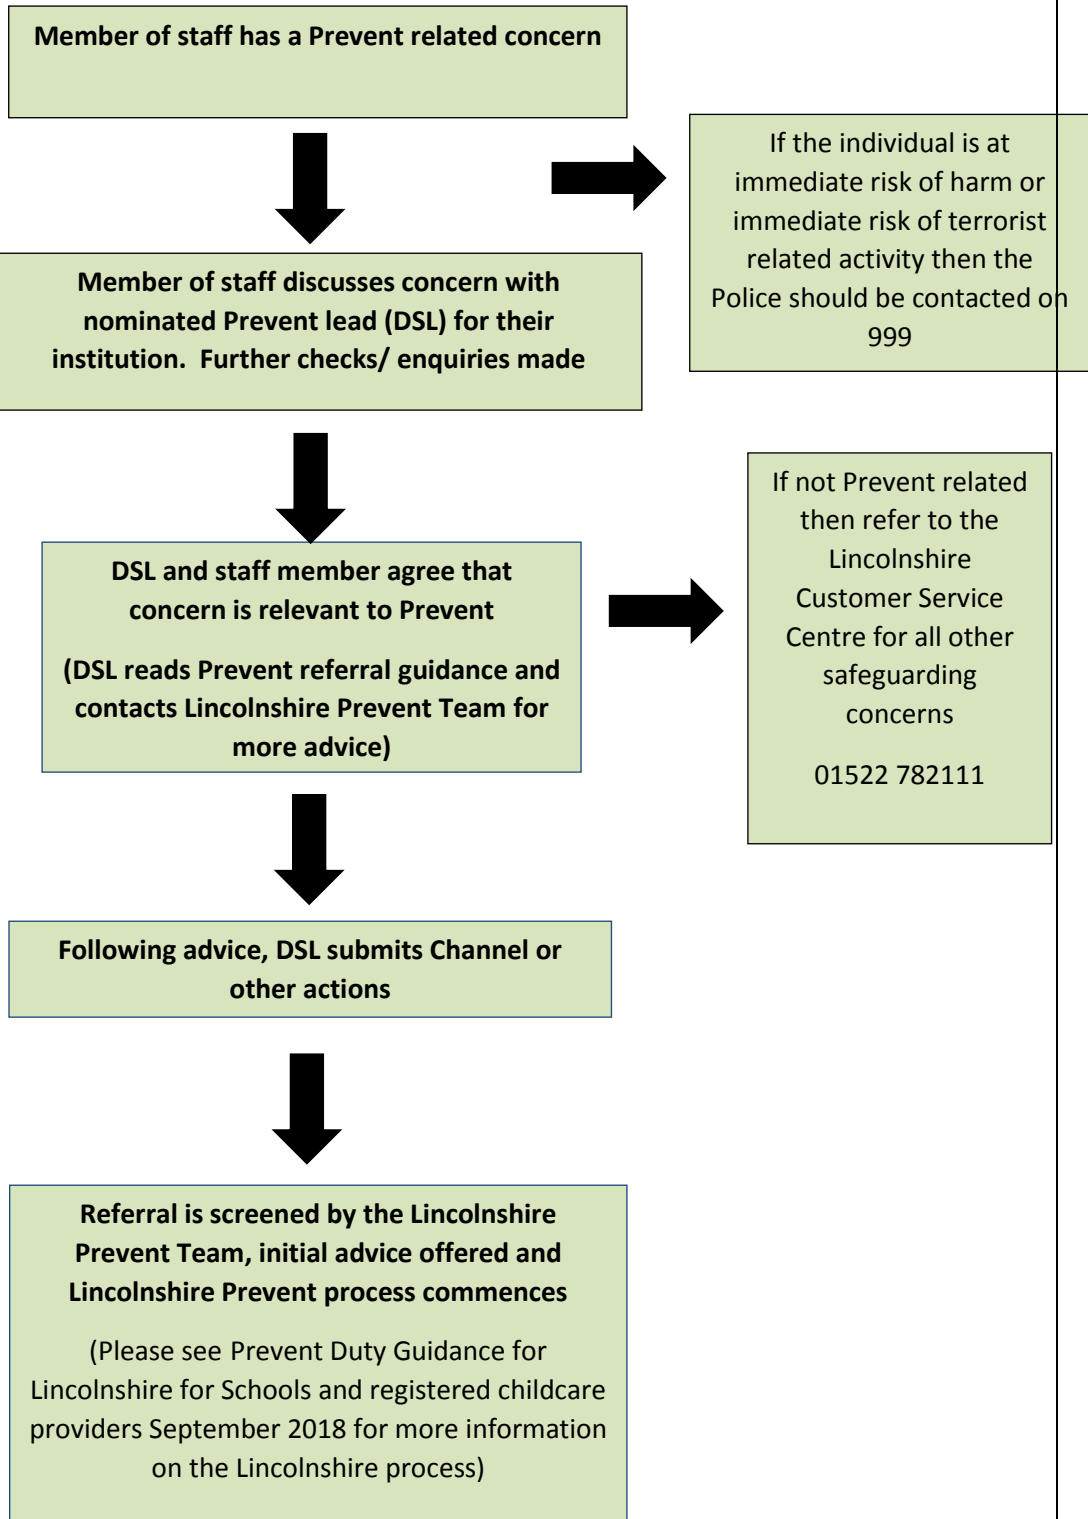 Member of staff has a Prevent related concern
If the individual is at
immediate risk of harm or
immediate risk of terrorist
related activity then the
Police should be contacted on
999
Member of staff discusses concern with
nominated Prevent lead (DSL) for their
institution.  Further checks/ enquiries made
If not Prevent related
then refer to the
Lincolnshire
Customer Service
Centre for all other
safeguarding
concerns
01522 782111
DSL and staff member agree that
concern is relevant to Prevent
(DSL reads Prevent referral guidance and
contacts Lincolnshire Prevent Team for
more advice)
Following advice, DSL submits Channel or
other actions
Referral is screened by the Lincolnshire
Prevent Team, initial advice offered and
Lincolnshire Prevent process commences
(Please see Prevent Duty Guidance for
Lincolnshire for Schools and registered childcare
providers September 2018 for more information
on the Lincolnshire process)